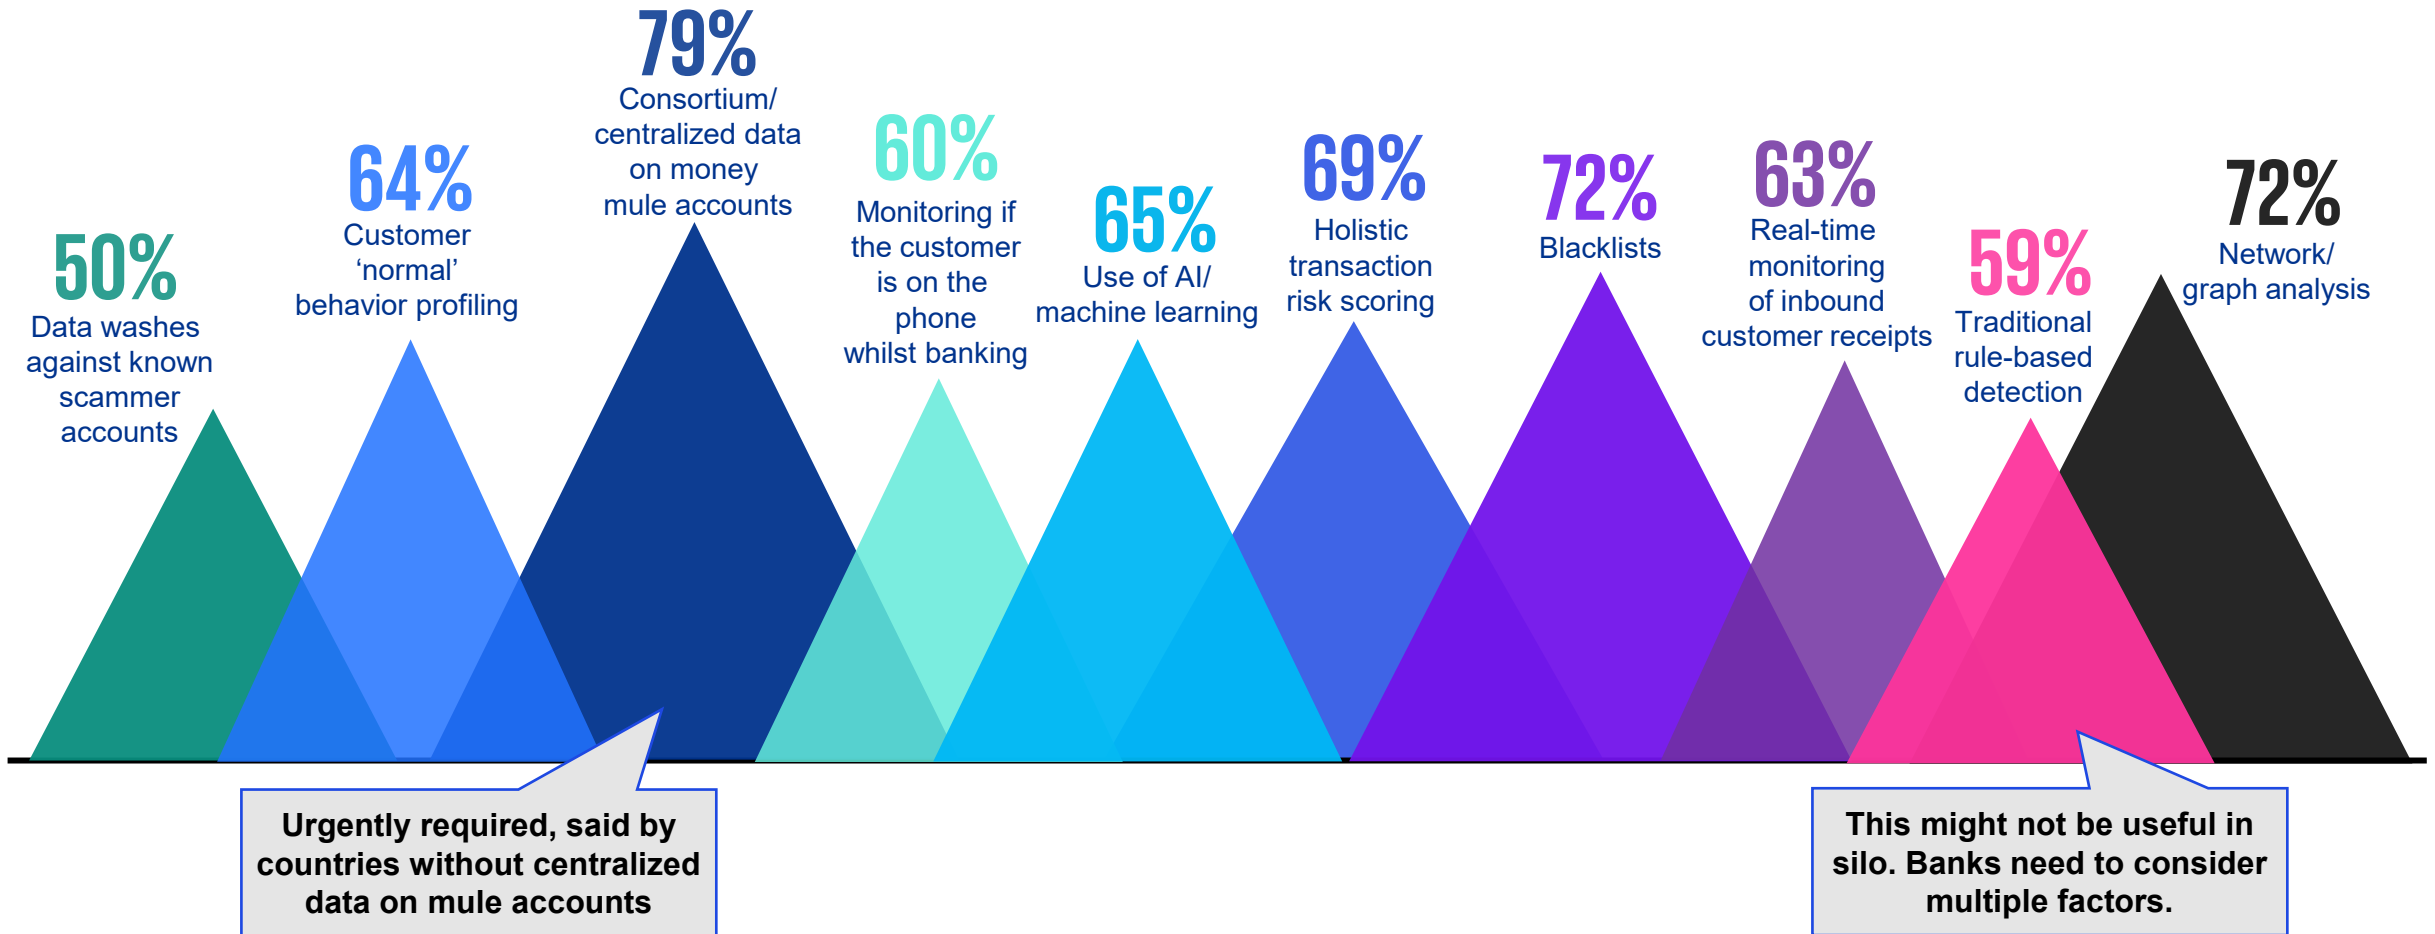 50%
Data washes
against known
scammer
accounts
64%
Customer
‘normal’
behavior profiling
79%
Consortium/
centralized data
on money
mule accounts
60%
Monitoring if
the customer
is on the
phone
whilst banking
65%
Use of AI/
machine learning
69%
Holistic
transaction
risk scoring
72%
Blacklists
63%
Real-time
monitoring
of inbound
customer receipts
59%
Traditional
rule-based
detection
72%
Network/
graph analysis
Urgently required, said by
countries without centralized
data on mule accounts
This might not be useful in
silo. Banks need to consider
multiple factors.